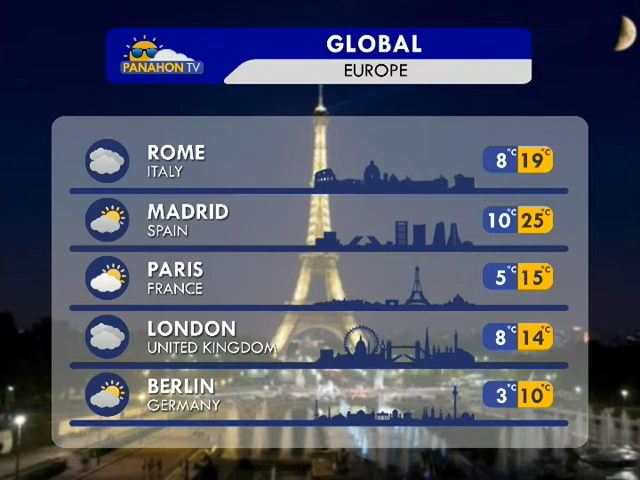 PANAHON TV
GLOBAL
EUROPE
ROME
ITALY
8°C 19°C
MADRID
SPAIN
10°C 25°C
PARIS
FRANCE
5°C 15°C
LONDON
UNITED KINGDOM
8°C 14°C
BERLIN
GERMANY
3°C 10°C